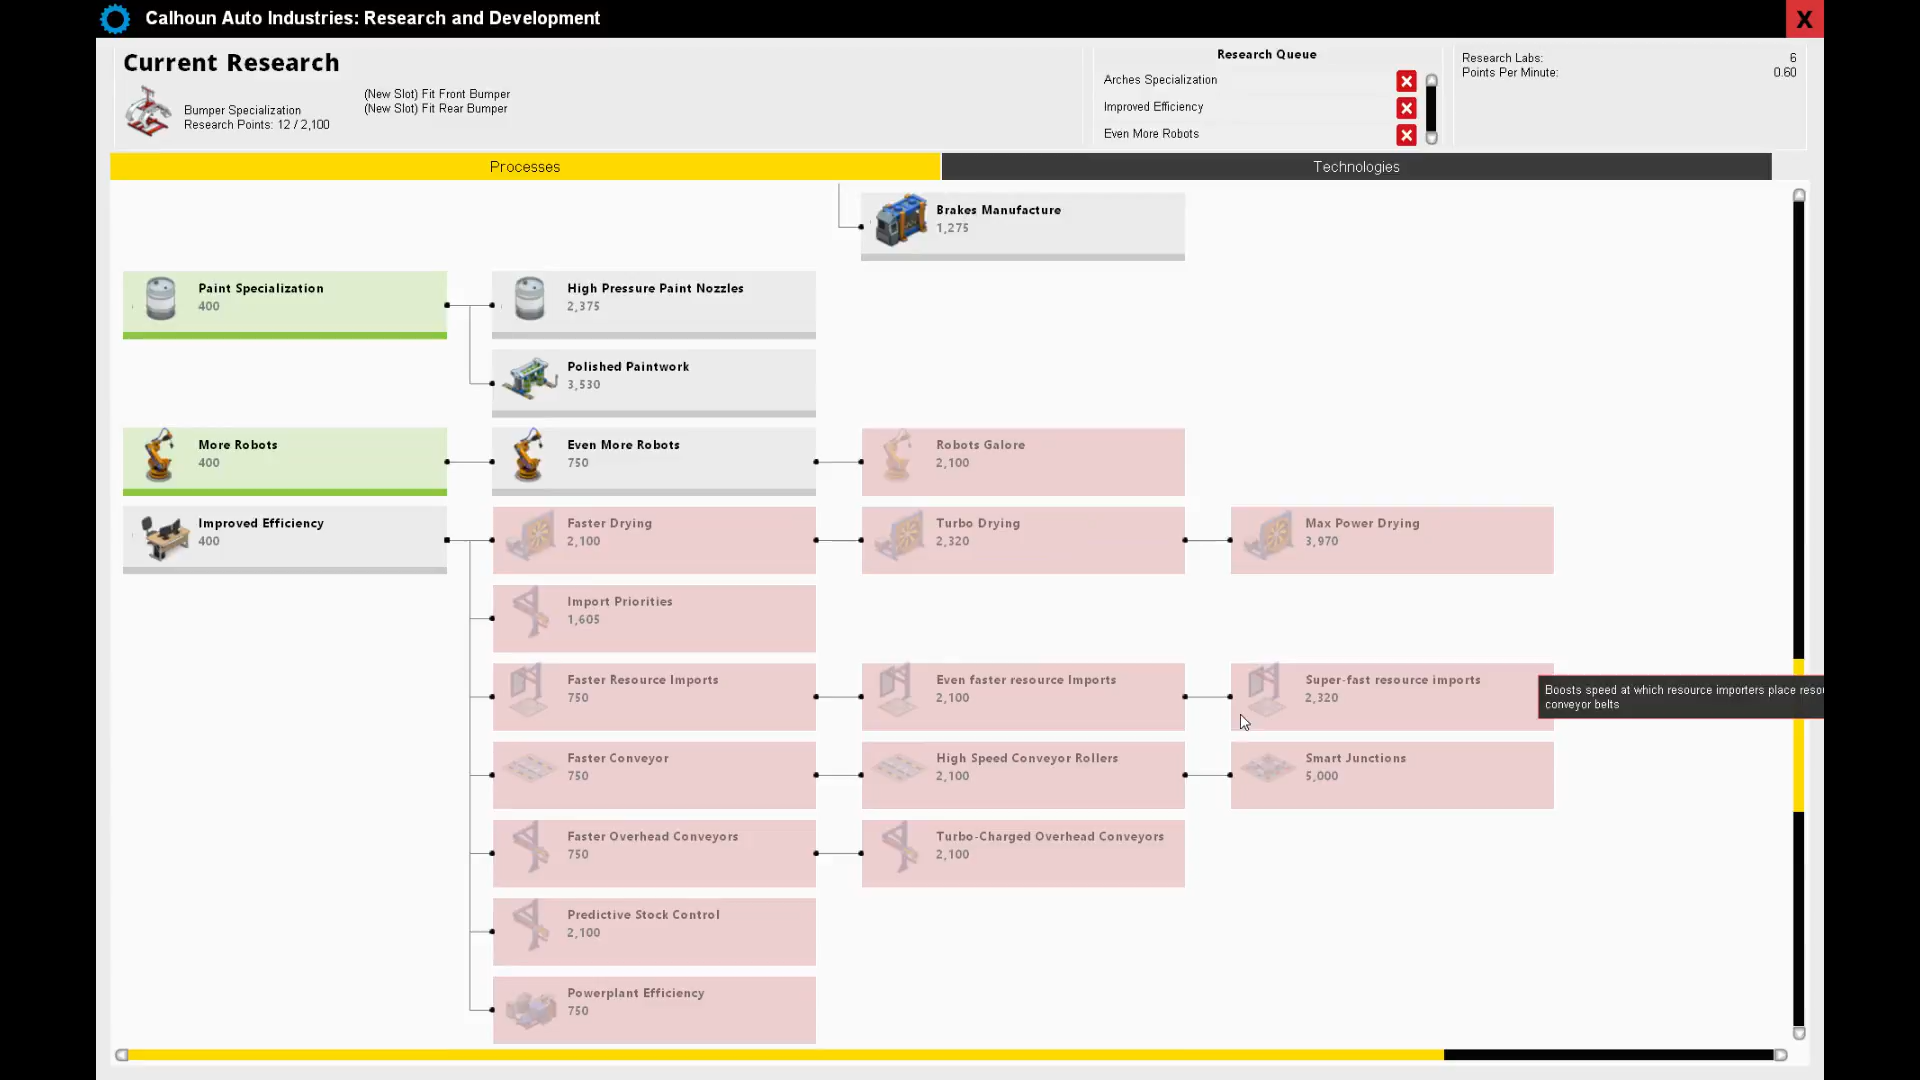 Calhoun Auto Industries: Research and Development
X
Current Research
Bumper Specialization
Research Points: 12 / 2,100
(New Slot) Fit Front Bumper
(New Slot) Fit Rear Bumper
Research Queue
Arches Specialization
Improved Efficiency
Even More Robots
Research Labs: 6
Points Per Minute: 0.60
Processes
Technologies
Brakes Manufacture
1,275
Paint Specialization
400
High Pressure Paint Nozzles
2,375
Polished Paintwork
3,530
More Robots
400
Even More Robots
750
Robots Galore
2,100
Improved Efficiency
400
Faster Drying
2,100
Turbo Drying
2,320
Max Power Drying
3,970
Import Priorities
1,605
Faster Resource Imports
750
Even faster resource Imports
2,100
Super-fast resource imports
2,320
Boosts speed at which resource importers place reso
conveyor belts
Faster Conveyor
750
High Speed Conveyor Rollers
2,100
Smart Junctions
5,000
Faster Overhead Conveyors
750
Turbo-Charged Overhead Conveyors
2,100
Predictive Stock Control
2,100
Powerplant Efficiency
750